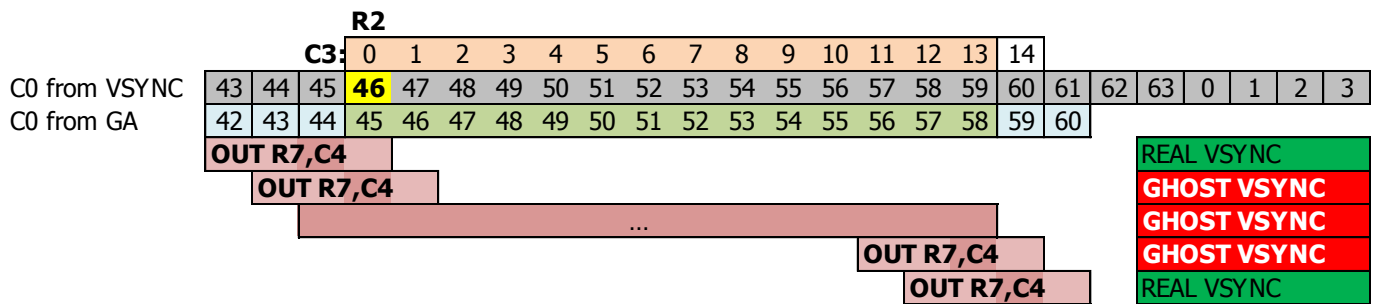 R2
C3: 0 1 2 3 4 5 6 7 8 9 10 11 12 13 14
C0 from VSYNC 43 44 45 46 47 48 49 50 51 52 53 54 55 56 57 58 59 60 61 62 63 0 1 2 3
C0 from GA 42 43 44 45 46 47 48 49 50 51 52 53 54 55 56 57 58 59 60
OUT R7,C4 REAL VSYNC
OUT R7,C4 GHOST VSYNC
... GHOST VSYNC
OUT R7,C4 GHOST VSYNC
OUT R7,C4 REAL VSYNC